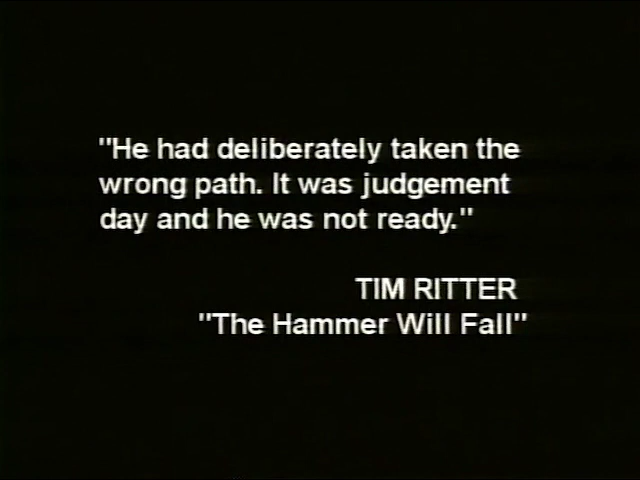 "He had deliberately taken the
wrong path. It was judgement
day and he was not ready."
TIM RITTER
"The Hammer Will Fall"